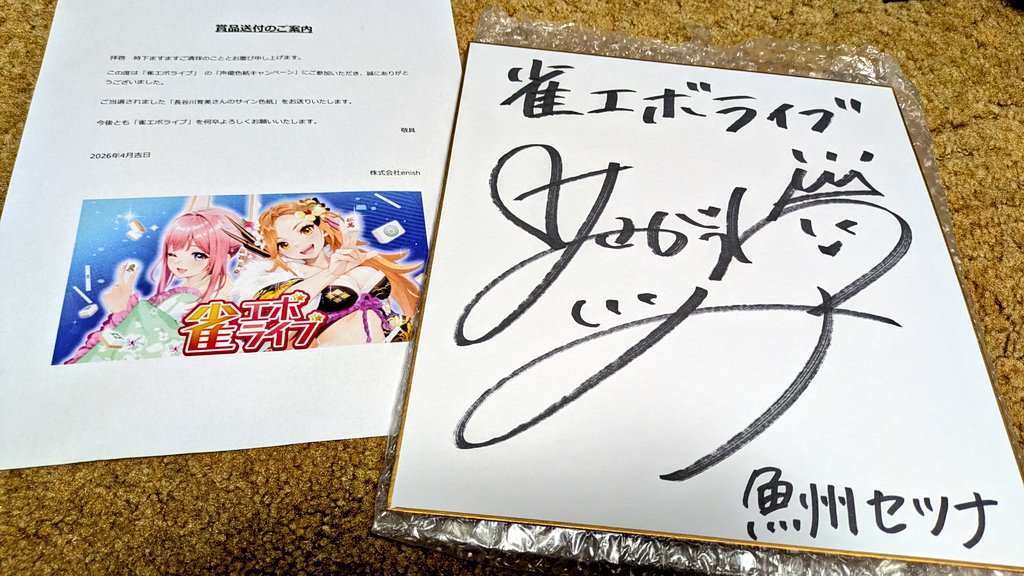 賞品送付のご案内
拝啓　時下ますますご清祥のこととお慶び申し上げます。
この度は「雀エボライブ」の「声優色紙キャンペーン」にご参加いただき、誠にありがと
うございました。
ご当選されました「長谷川育美さんのサイン色紙」をお送りいたします。
今後とも「雀エボライブ」を何卒よろしくお願いいたします。
敬具
2026年4月吉日
株式会社enish
雀エボ
ライブ
雀エボライブ
魚州セツナ